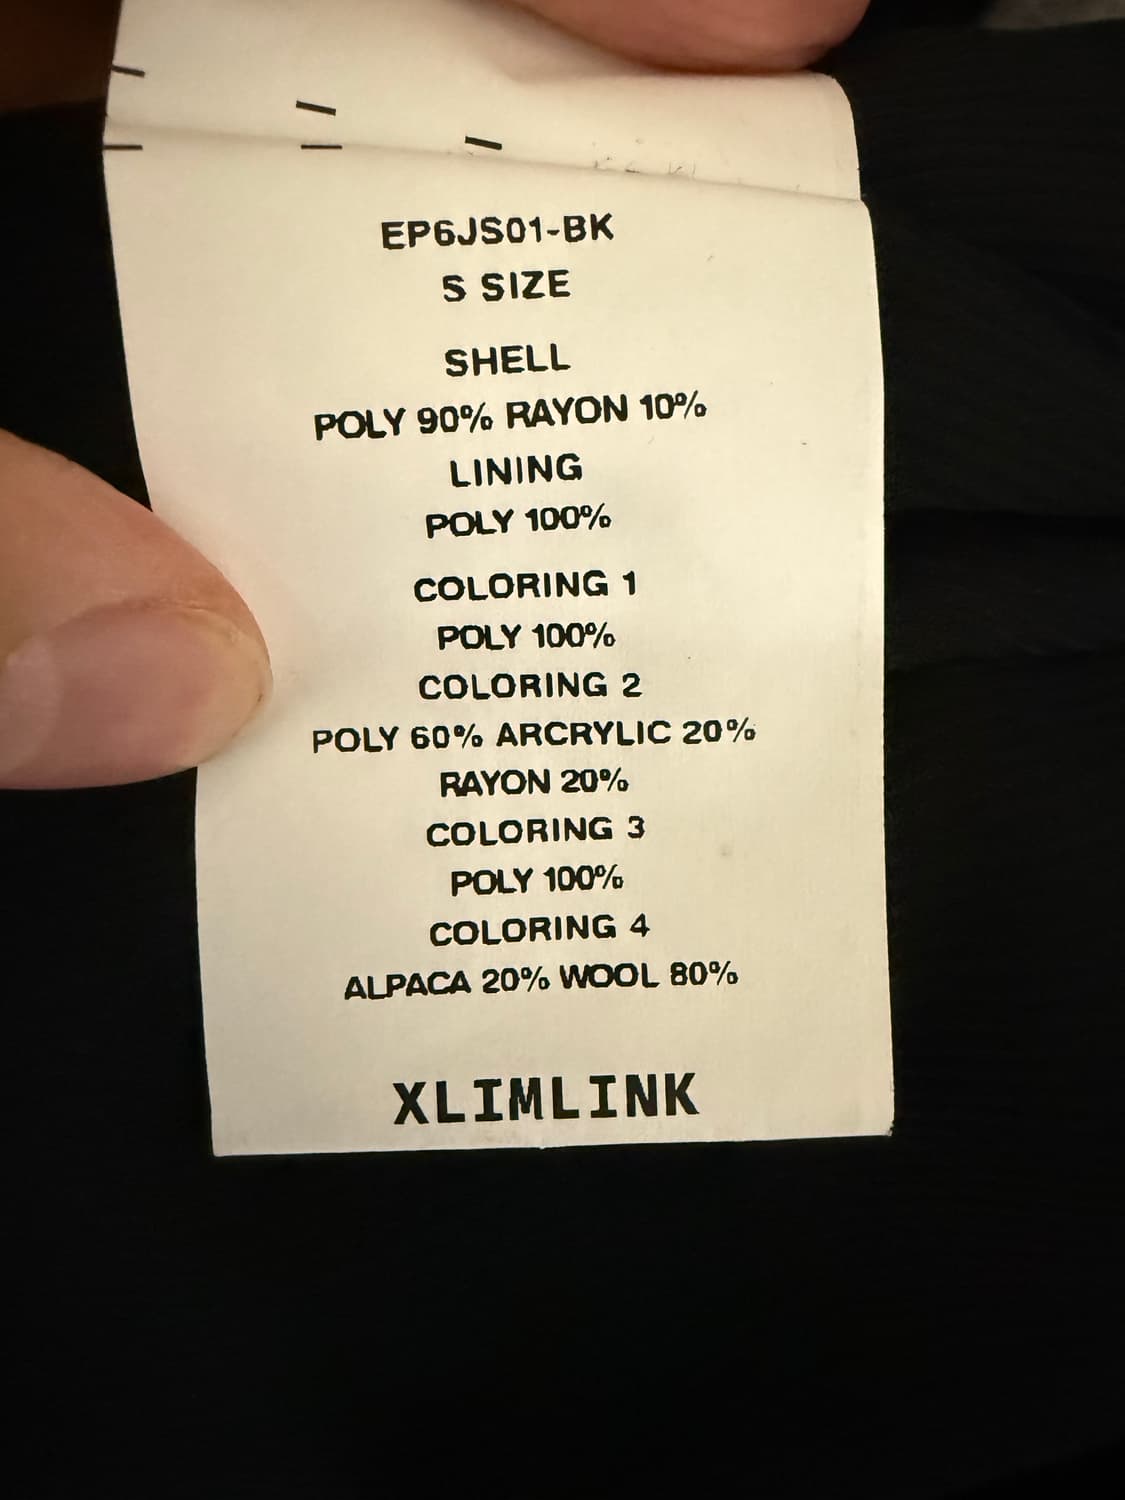 EP6JS01-BK
S SIZE
SHELL
POLY 90% RAYON 10%
LINING
POLY 100%
COLORING 1
POLY 100%
COLORING 2
POLY 60% ARCRYLIC 20%
RAYON 20%
COLORING 3
POLY 100%
COLORING 4
ALPACA 20% WOOL 80%
XLIMLINK